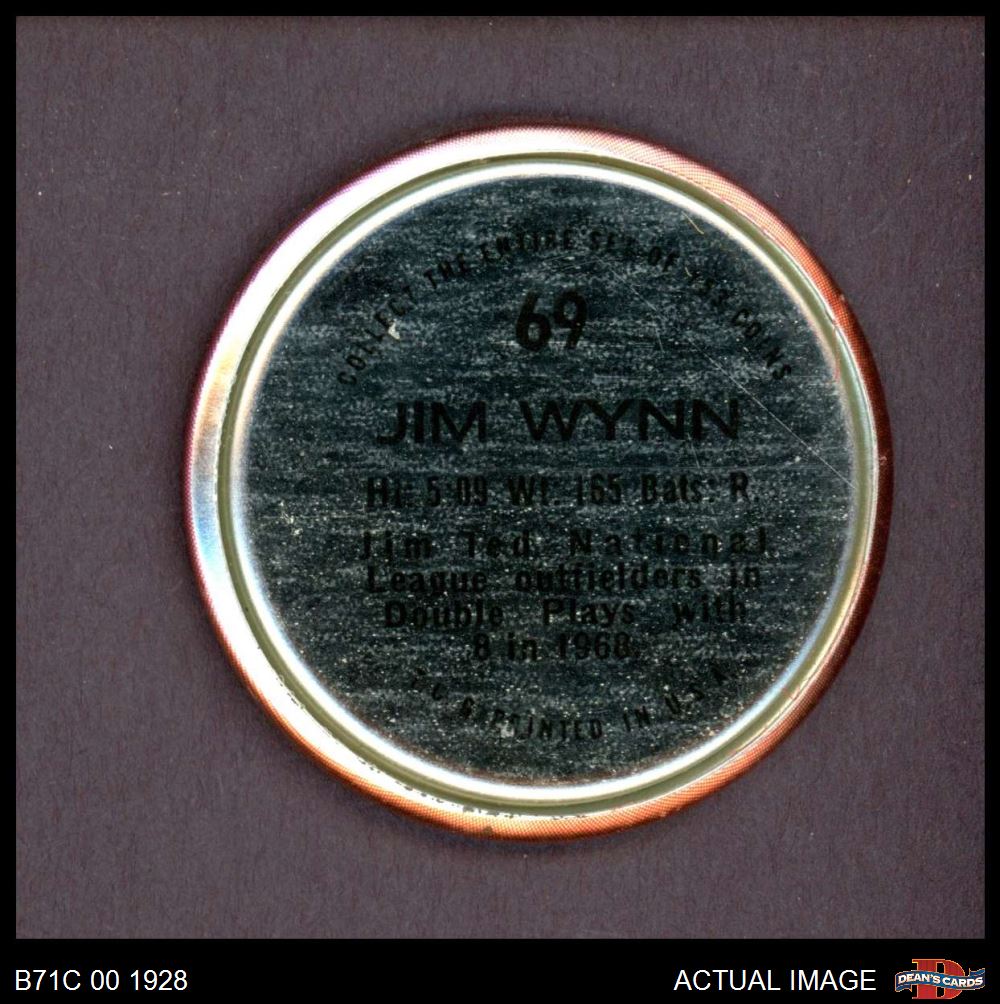 COLLECT THE ENTIRE SET OF 153 COINS
69
JIM WYNN
Ht: 5-09 Wt: 165 Bats: R.
Jim led National
League outfielders in
Double Plays with
8 in 1968.
T.C.G. PRINTED IN U.S.A.
B71C 00 1928
ACTUAL IMAGE
DEAN'S CARDS